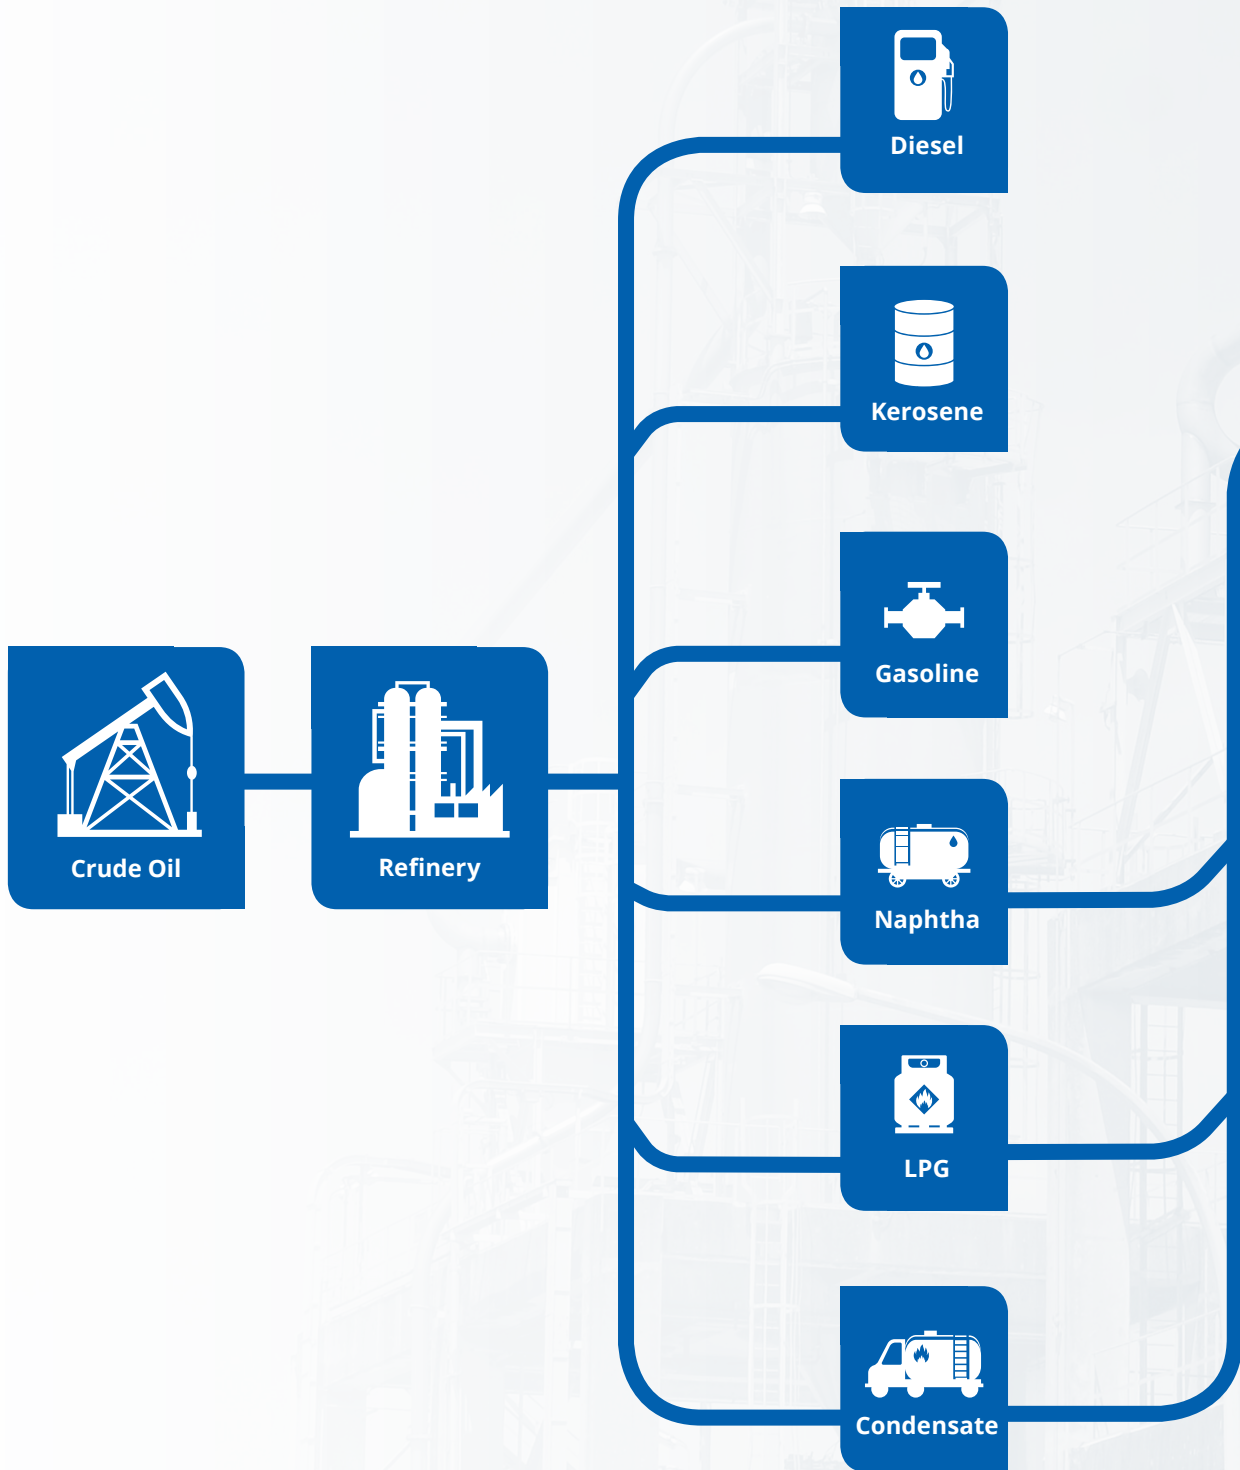 Diesel
Kerosene
Gasoline
Crude Oil
Refinery
Naphtha
LPG
Condensate